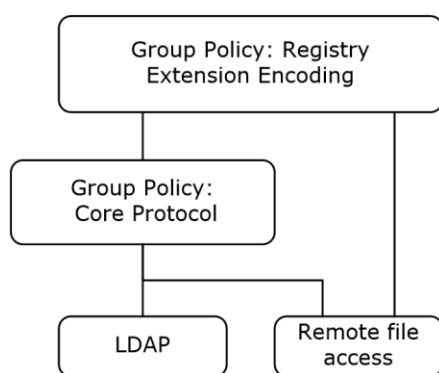 Group Policy: Registry
Extension Encoding
Group Policy:
Core Protocol
LDAP
Remote file
access